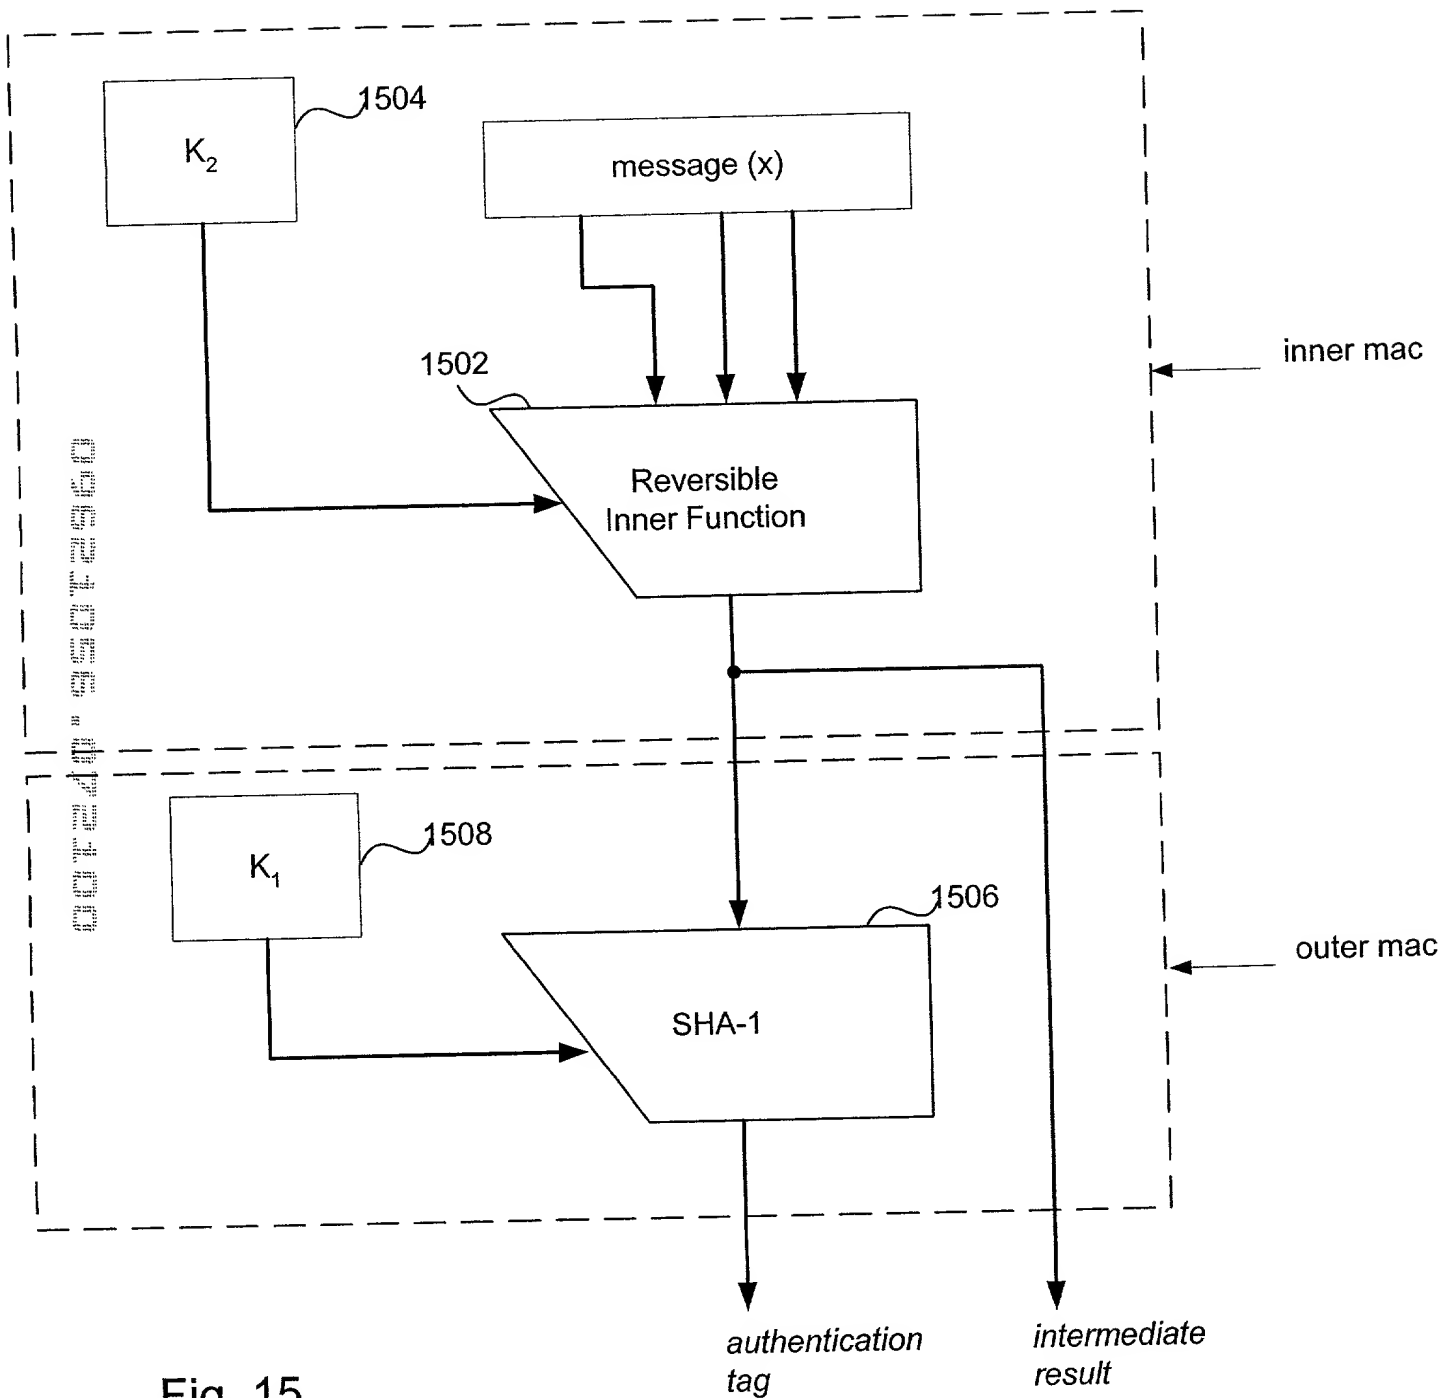 1504
K₂
message (x)
inner mac
1502
Reversible
Inner Function
1508
K₁
1506
outer mac
SHA-1
authentication
tag
intermediate
result
Fig. 15